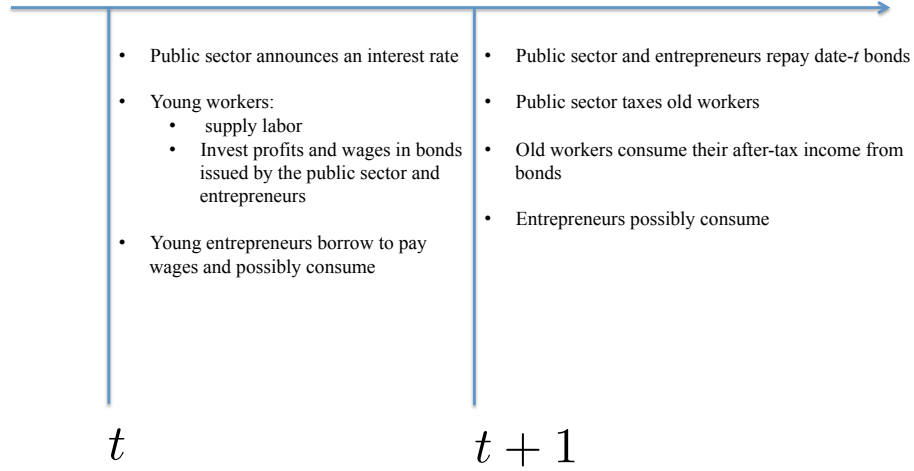 • Public sector announces an interest rate
• Young workers:
• supply labor
• Invest profits and wages in bonds
issued by the public sector and
entrepreneurs
• Young entrepreneurs borrow to pay
wages and possibly consume
• Public sector and entrepreneurs repay date-t bonds
• Public sector taxes old workers
• Old workers consume their after-tax income from
bonds
• Entrepreneurs possibly consume
t
t + 1